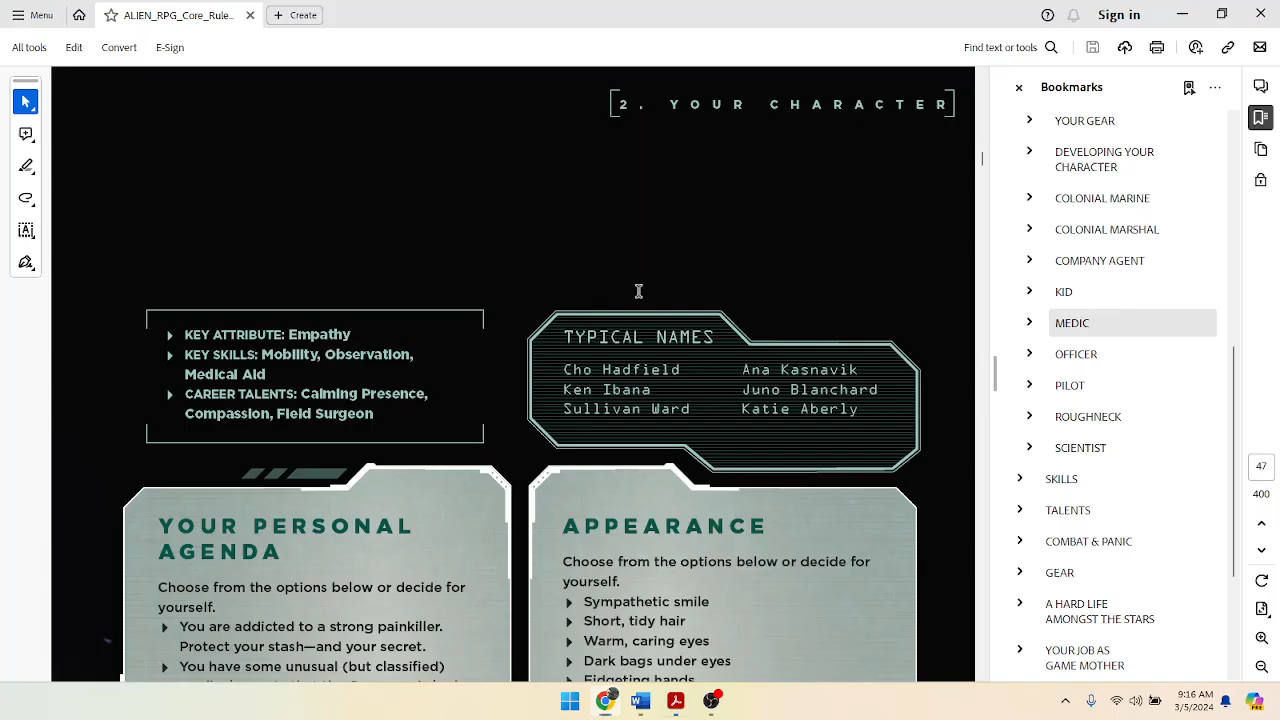 Menu
ALIEN_RPG_Core_Rule...
Create
Sign in
All tools
Edit
Convert
E-Sign
Find text or tools
2. YOUR CHARACTER
KEY ATTRIBUTE: Empathy
KEY SKILLS: Mobility, Observation,
Medical Aid
CAREER TALENTS: Calming Presence,
Compassion, Field Surgeon
TYPICAL NAMES
Cho Hadfield Ana Kasnavik
Ken Ibana Juno Blanchard
Sullivan Ward Katie Aberly
YOUR PERSONAL
AGENDA
Choose from the options below or decide for
yourself.
You are addicted to a strong painkiller.
Protect your stash—and your secret.
You have some unusual (but classified)
APPEARANCE
Choose from the options below or decide for
yourself.
Sympathetic smile
Short, tidy hair
Warm, caring eyes
Dark bags under eyes
Fidgeting hands
Bookmarks
YOUR GEAR
DEVELOPING YOUR
CHARACTER
COLONIAL MARINE
COLONIAL MARSHAL
COMPANY AGENT
KID
MEDIC
OFFICER
PILOT
ROUGHNECK
SCIENTIST
SKILLS
TALENTS
COMBAT & PANIC
GEAR
A HARD LIFE
AMONGST THE STARS
YOUR JOB AS
GAME MOTHER
47
400
9:16 AM
3/5/2024